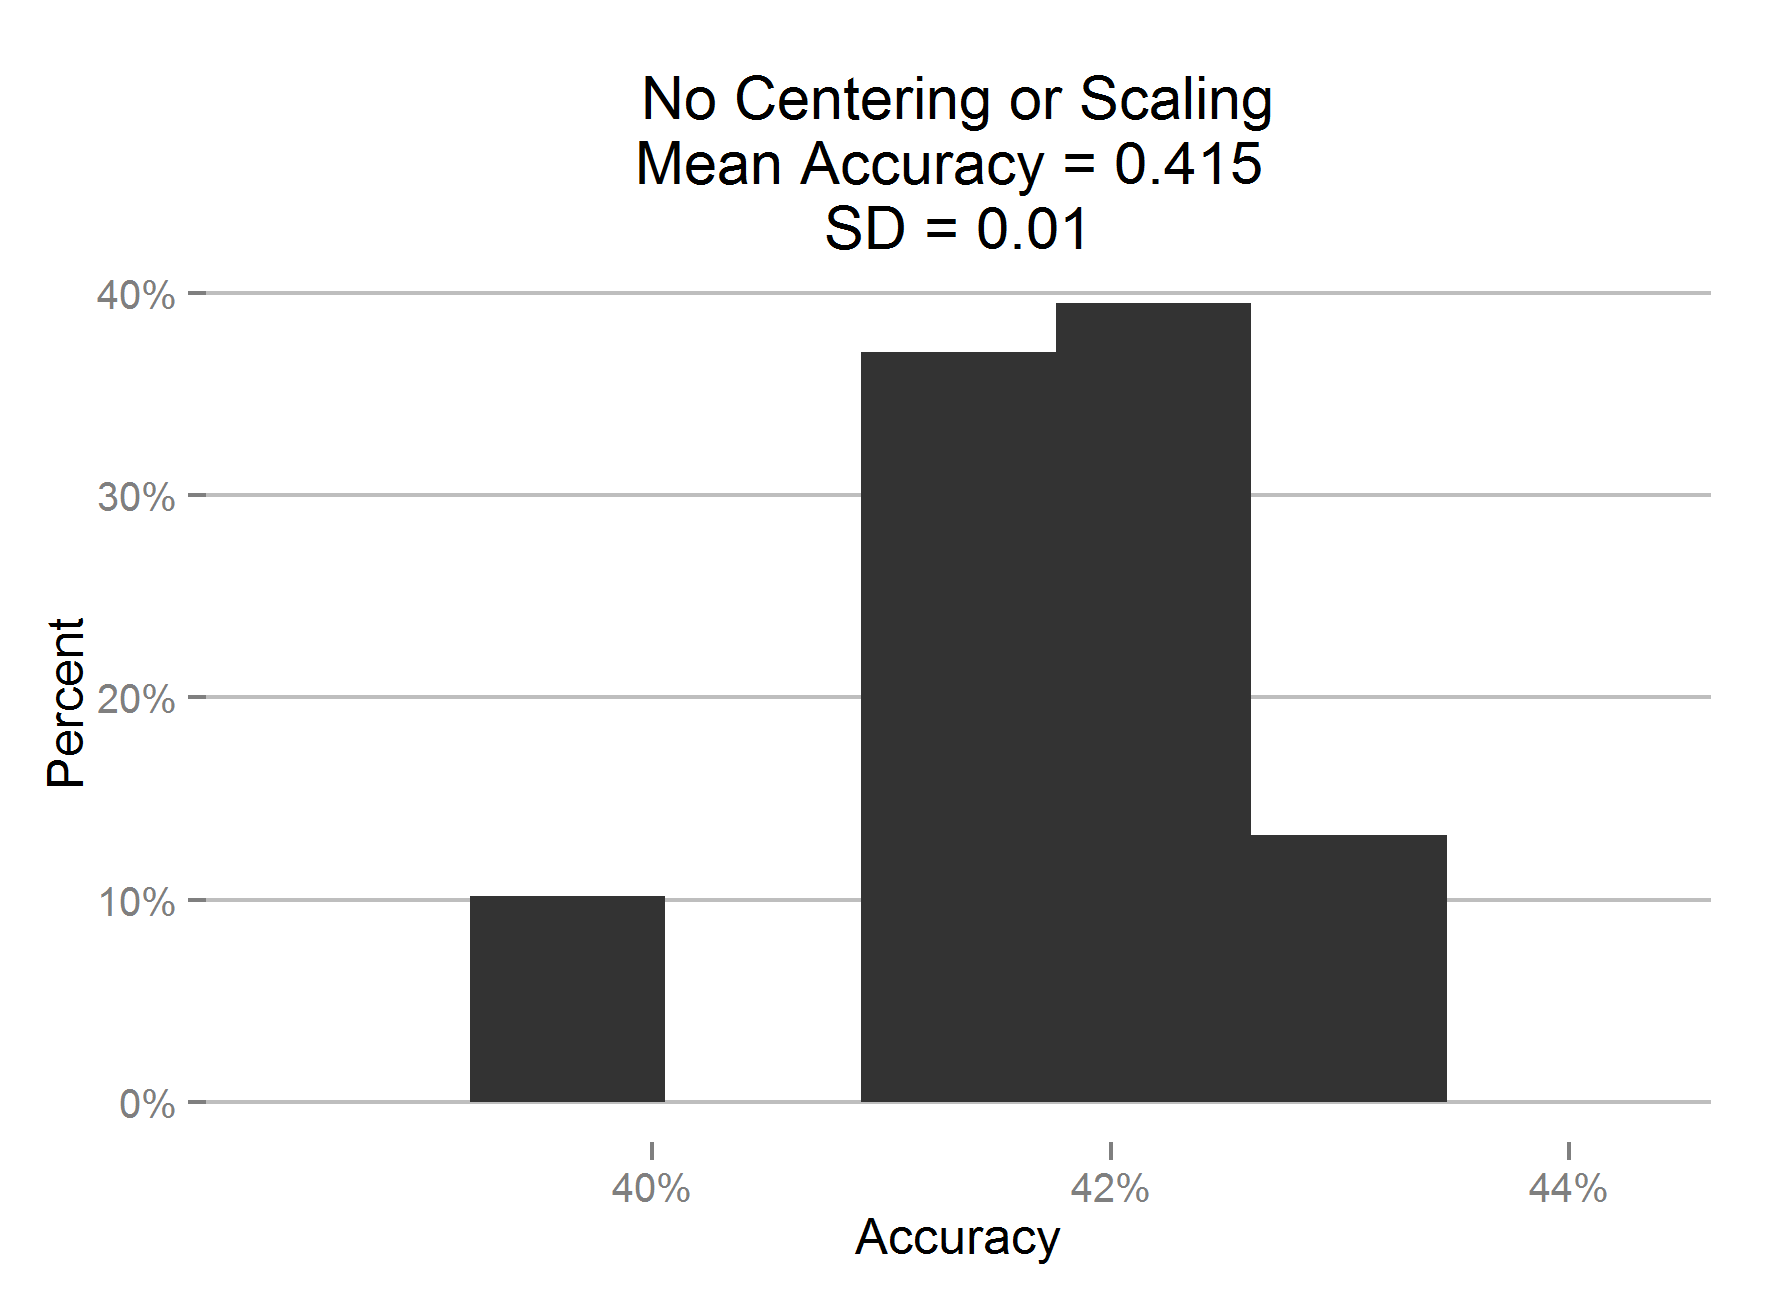 No Centering or Scaling
Mean Accuracy = 0.415
SD = 0.01
40%
30%
20%
10%
0%
Percent
40% 42% 44%
Accuracy